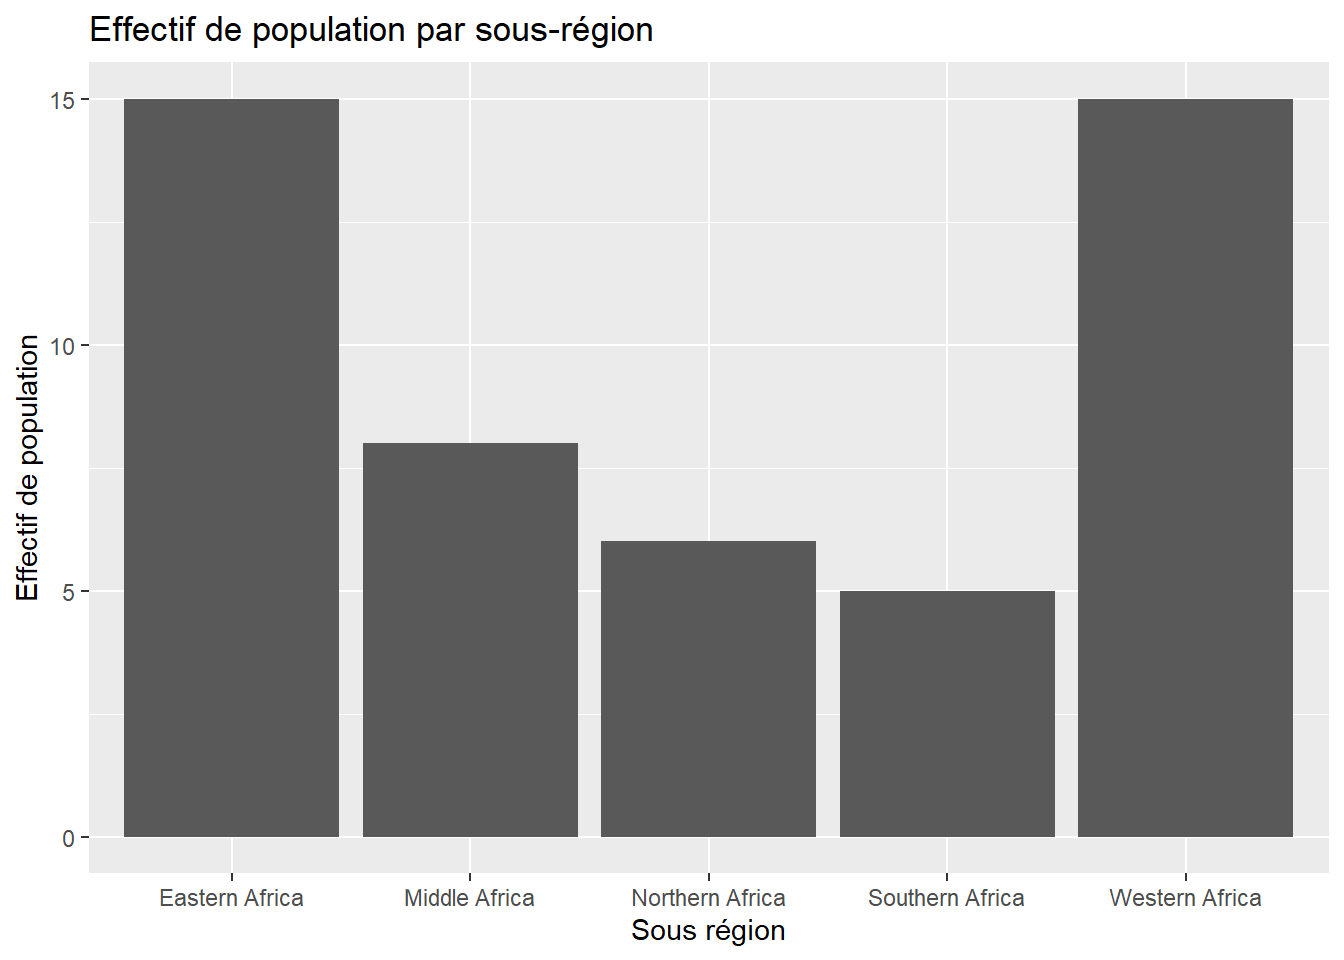 Effectif de population par sous-région
Effectif de population
15
10
5
0
Eastern Africa
Middle Africa
Northern Africa
Southern Africa
Western Africa
Sous région